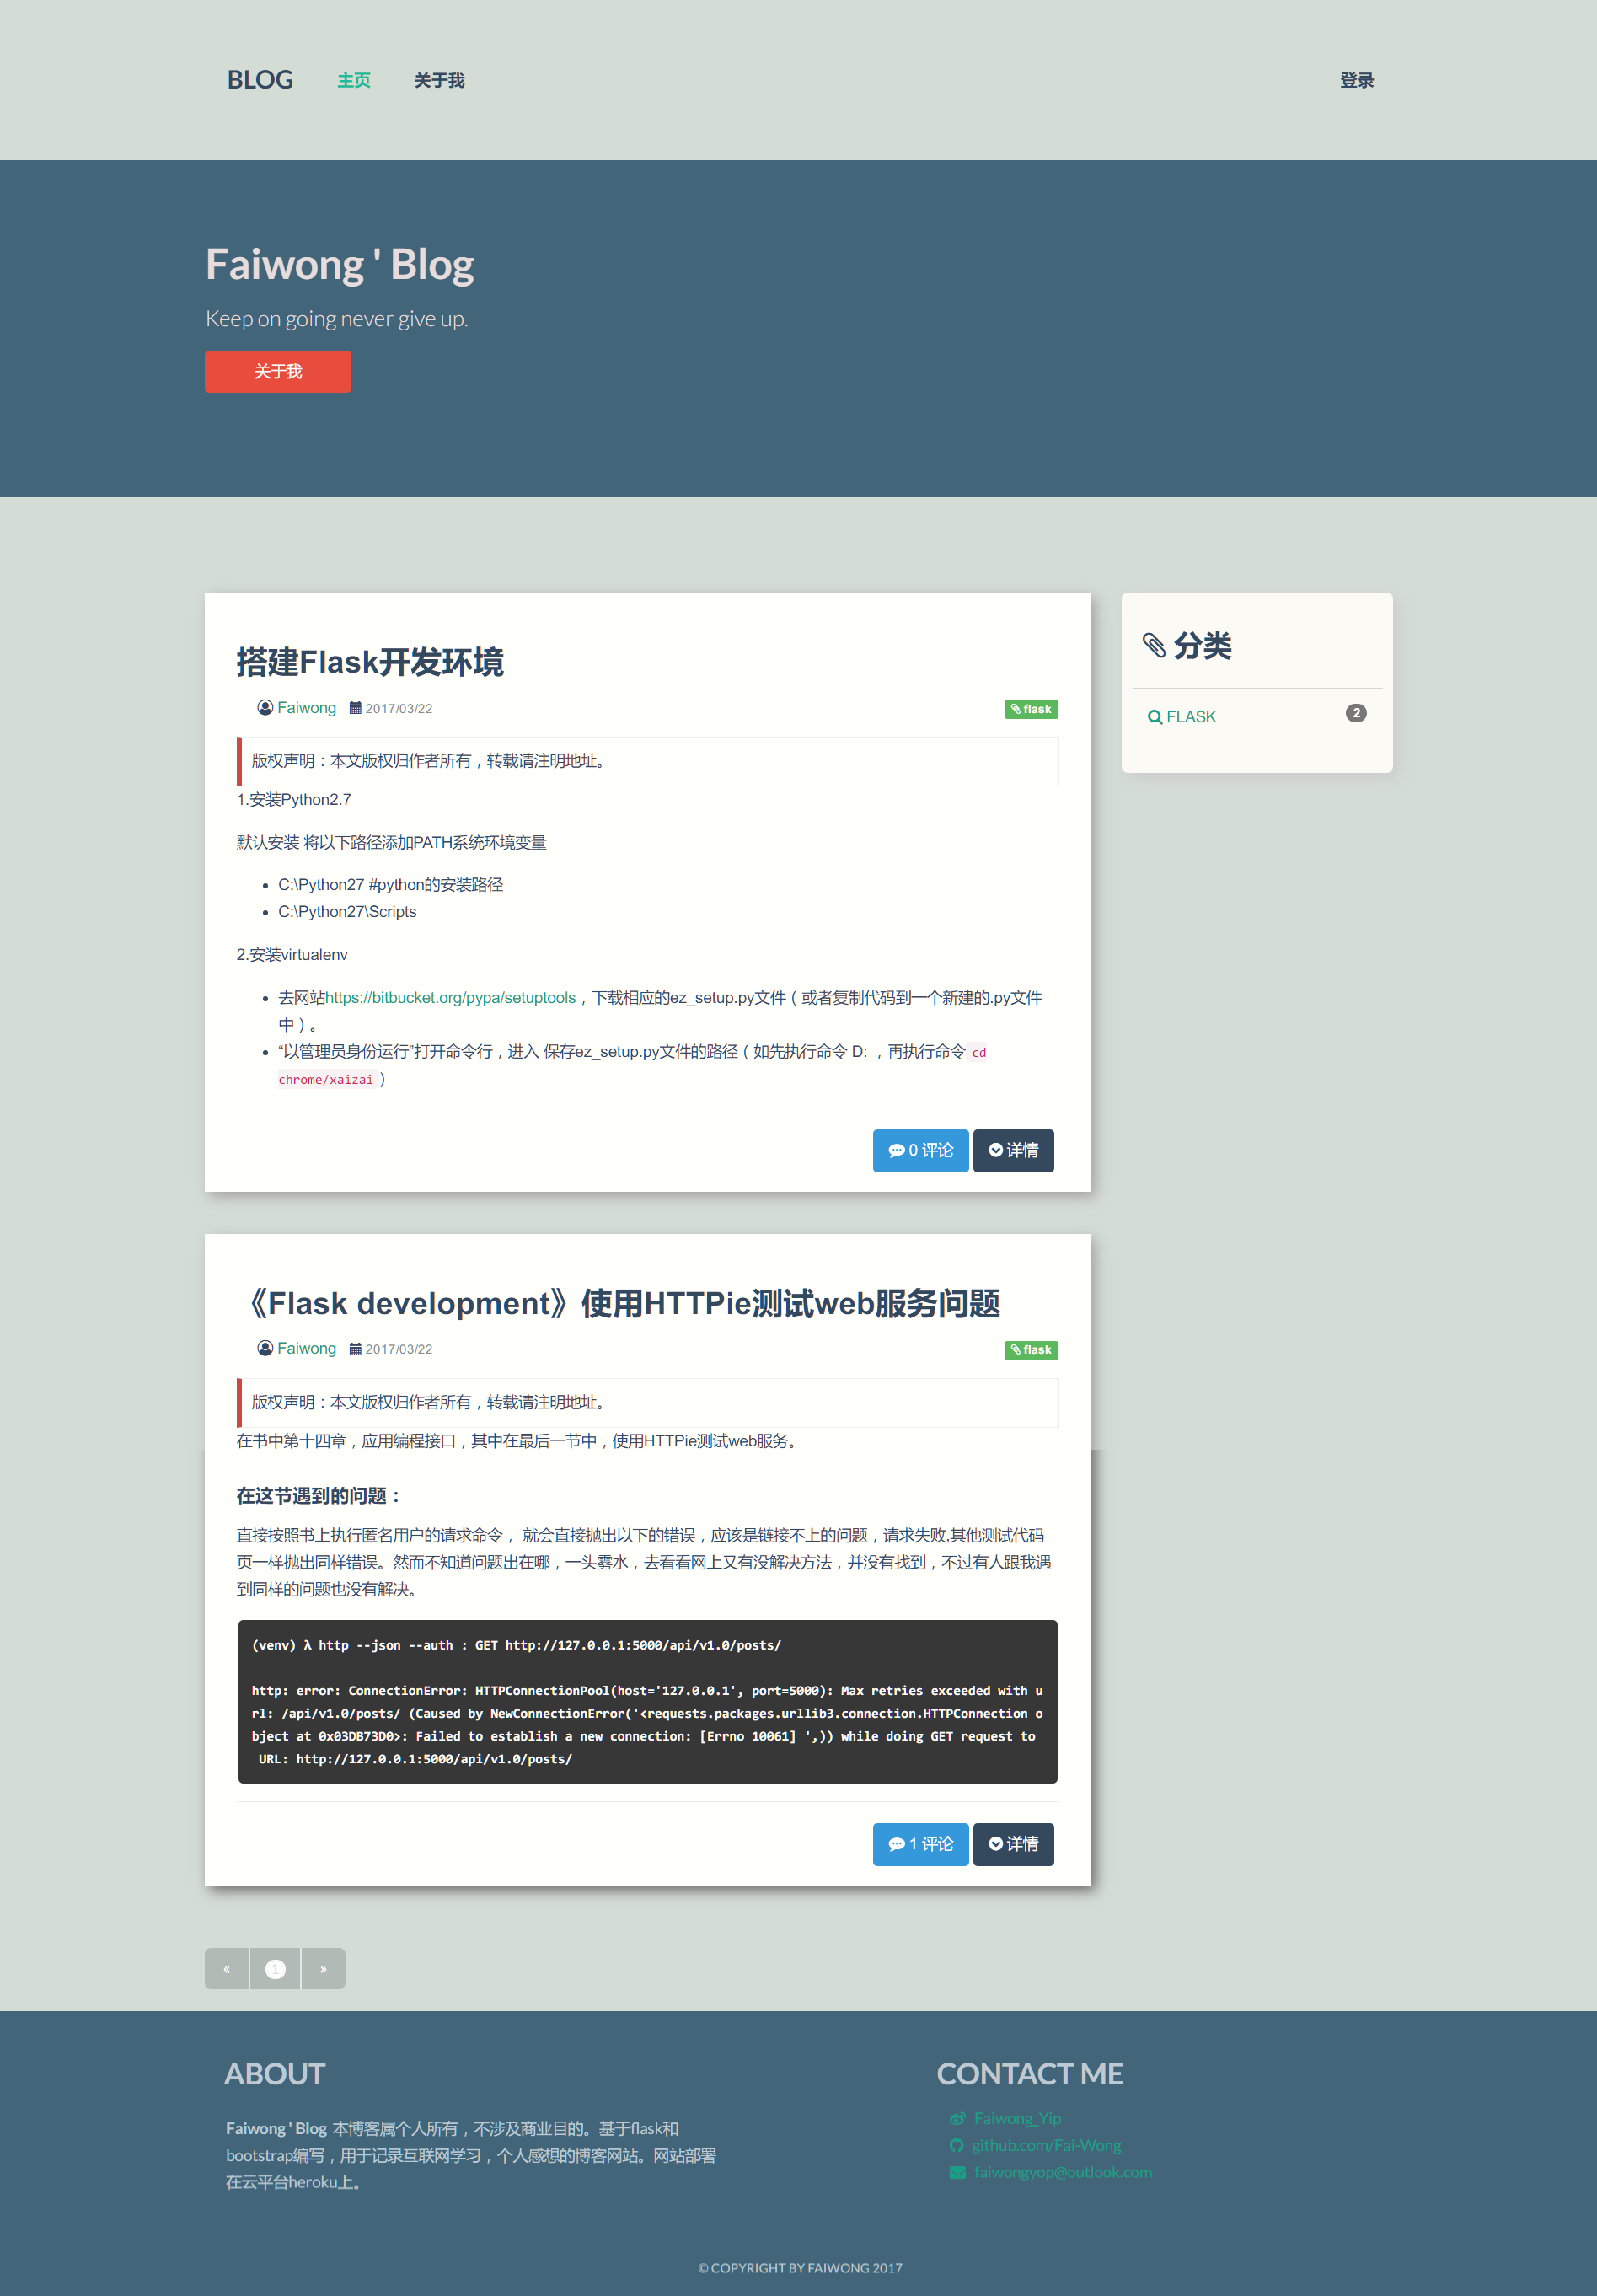 BLOG 主页 关于我 登录
Faiwong ' Blog
Keep on going never give up.
关于我
搭建Flask开发环境
Faiwong 2017/03/22 flask
版权声明：本文版权归作者所有，转载请注明地址。
1.安装Python2.7
默认安装 将以下路径添加PATH系统环境变量
• C:\Python27 #python的安装路径
• C:\Python27\Scripts
2.安装virtualenv
• 去网站https://bitbucket.org/pypa/setuptools，下载相应的ez_setup.py文件（或者复制代码到一个新建的.py文件
中）。
• “以管理员身份运行”打开命令行，进入 保存ez_setup.py文件的路径（如先执行命令 D: ，再执行命令 cd
chrome/xaizai )
0 评论 详情
分类
FLASK 2
《Flask development》使用HTTPie测试web服务问题
Faiwong 2017/03/22 flask
版权声明：本文版权归作者所有，转载请注明地址。
在书中第十四章，应用编程接口，其中在最后一节中，使用HTTPie测试web服务。
在这节遇到的问题：
直接按照书上执行匿名用户的请求命令， 就会直接抛出以下的错误，应该是链接不上的问题，请求失败,其他测试代码
页一样抛出同样错误。然而不知道问题出在哪，一头雾水，去看看网上又有没解决方法，并没有找到，不过有人跟我遇
到同样的问题也没有解决。
(venv) λ http --json --auth : GET http://127.0.0.1:5000/api/v1.0/posts/
http: error: ConnectionError: HTTPConnectionPool(host='127.0.0.1', port=5000): Max retries exceeded with u
rl: /api/v1.0/posts/ (Caused by NewConnectionError('<requests.packages.urllib3.connection.HTTPConnection o
bject at 0x03DB73D0>: Failed to establish a new connection: [Errno 10061] ',)) while doing GET request to
URL: http://127.0.0.1:5000/api/v1.0/posts/
1 评论 详情
« 1 »
ABOUT
Faiwong ' Blog 本博客属个人所有，不涉及商业目的。基于flask和
bootstrap编写，用于记录互联网学习，个人感想的博客网站。网站部署
在云平台heroku上。
CONTACT ME
Faiwong_Yip
github.com/Fai-Wong
faiwongyop@outlook.com
© COPYRIGHT BY FAIWONG 2017